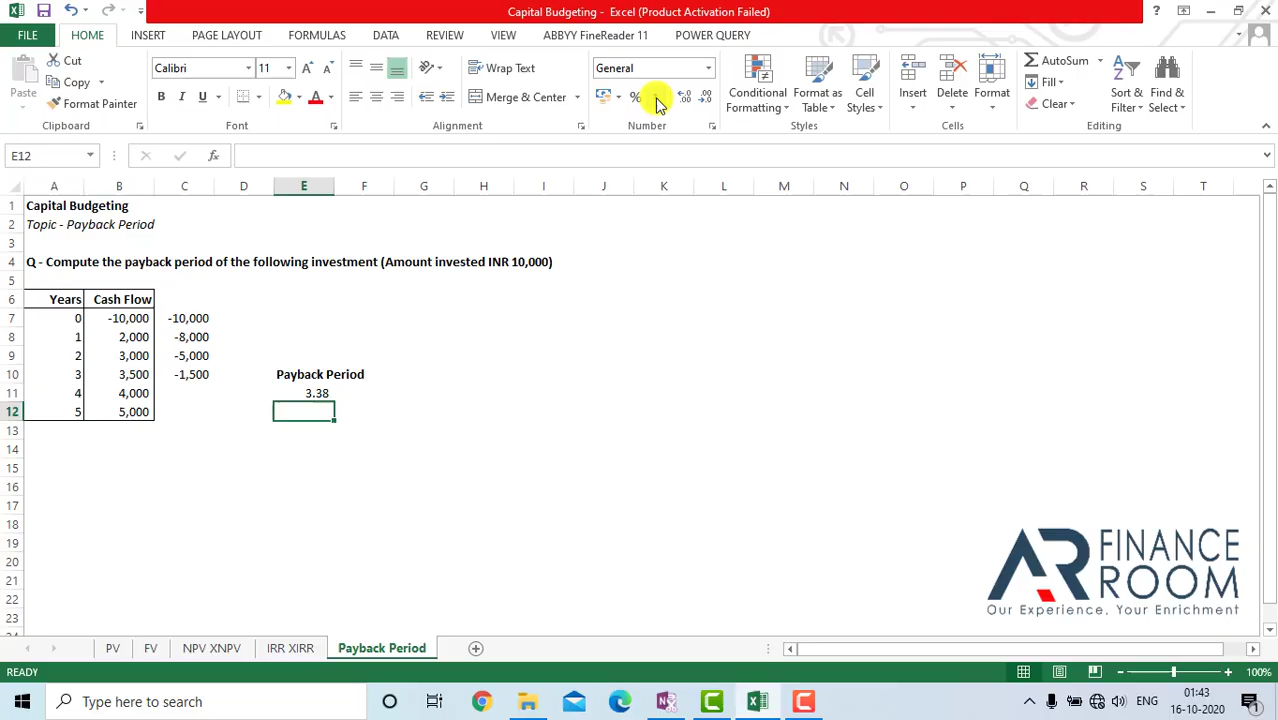 Capital Budgeting - Excel (Product Activation Failed)
FILE HOME INSERT PAGE LAYOUT FORMULAS DATA REVIEW VIEW ABBYY FineReader 11 POWER QUERY
Paste Cut Copy Format Painter
Calibri 11
B I U
Wrap Text
Merge & Center
General
%
Conditional Formatting
Format as Table
Cell Styles
Insert
Delete
Format
AutoSum
Fill
Clear
Sort & Filter
Find & Select
Clipboard Font Alignment Number Styles Cells Editing
E12
A B C D E F G H I J K L M N O P Q R S T
1 Capital Budgeting
2 Topic - Payback Period
3
4 Q - Compute the payback period of the following investment (Amount invested INR 10,000)
5
6 Years Cash Flow
7 0 -10,000 -10,000
8 1 2,000 -8,000
9 2 3,000 -5,000
10 3 3,500 -1,500 Payback Period
11 4 4,000 3.38
12 5 5,000
13
14
15
16
17
18
19
20
21
22
23
AR FINANCE ROOM
Our Experience, Your Enrichment
PV FV NPV XNPV IRR XIRR Payback Period
READY 100%
Type here to search
ENG
01:43
16-10-2020